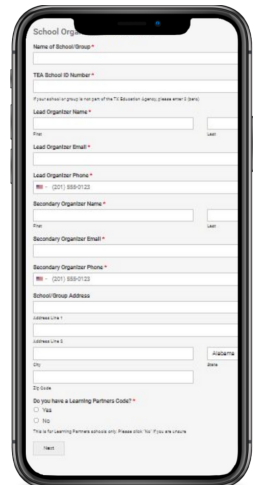 School Orga
Name of School/Group *
TEA School ID Number *
If your school or group is not part of the TX Education Agency, please enter 0 (zero)
Lead Organizer Name *
First Last
Lead Organizer Email *
Lead Organizer Phone *
(201) 555-0123
Secondary Organizer Name *
First Last
Secondary Organizer Email *
Secondary Organizer Phone *
(201) 555-0123
School/Group Address
Address Line 1
Address Line 2
Alabama
City State
Zip Code
Do you have a Learning Partners Code? *
Yes
No
This is for Learning Partners schools only. Please click 'No' if you are unsure
Next